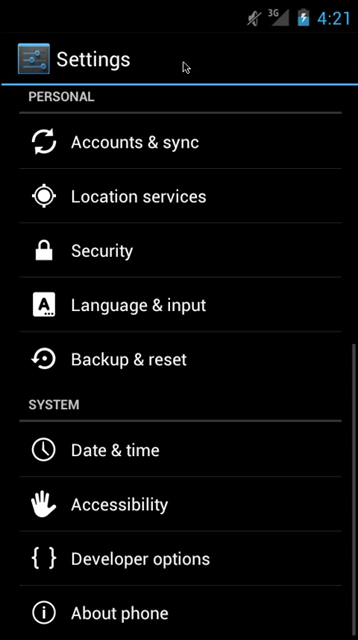 3G 4:21
Settings
PERSONAL
Accounts & sync
Location services
Security
A Language & input
Backup & reset
SYSTEM
Date & time
Accessibility
{ } Developer options
i About phone